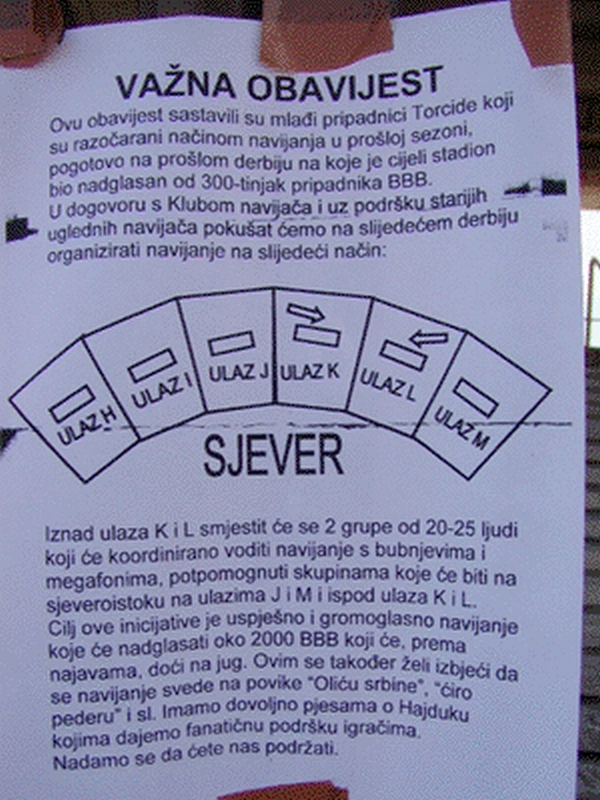 VAŽNA OBAVIJEST
Ovu obavijest sastavili su mlađi pripadnici Torcide koji
su razočarani načinom navijanja u prošloj sezoni,
pogotovo na prošlom derbiju na koje je cijeli stadion
bio nadglasan od 300-tinjak pripadnika BBB.
U dogovoru s Klubom navijača i uz podršku starijih
uglednih navijača pokušat ćemo na slijedećem derbiju
organizirati navijanje na slijedeći način:
ULAZ H ULAZ I ULAZ J ULAZ K ULAZ L ULAZ M
SJEVER
Iznad ulaza K i L smjestit će se 2 grupe od 20-25 ljudi
koji će koordinirano voditi navijanje s bubnjevima i
megafonima, potpomognuti skupinama koje će biti na
sjeveroistoku na ulazima J i M i ispod ulaza K i L.
Cilj ove inicijative je uspješno i gromoglasno navijanje
koje će nadglasati oko 2000 BBB koji će, prema
najavama, doći na jug. Ovim se također želi izbjeći da
se navijanje svede na povike "Oliću srbine", "ćiro
pederu" i sl. Imamo dovoljno pjesama o Hajduku
kojima dajemo fanatičnu podršku igračima.
Nadamo se da ćete nas podržati.